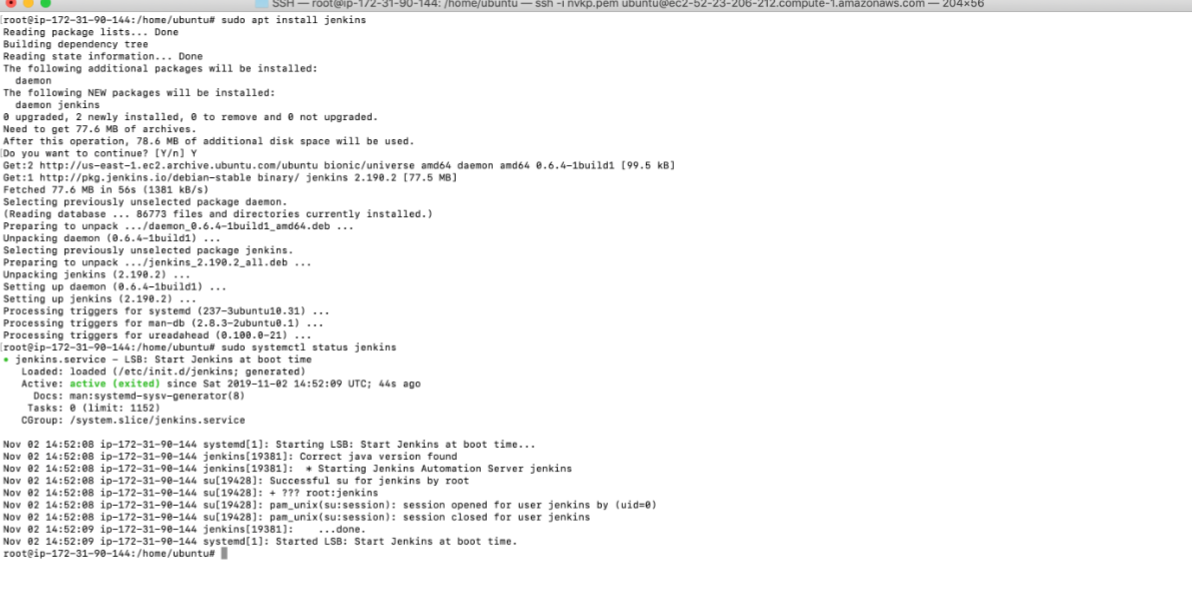 SSH — root@ip-172-31-90-144: /home/ubuntu — ssh -i nvkp.pem ubuntu@ec2-52-23-206-212.compute-1.amazonaws.com — 204×56
[root@ip-172-31-90-144:/home/ubuntu# sudo apt install jenkins
Reading package lists... Done
Building dependency tree
Reading state information... Done
The following additional packages will be installed:
  daemon
The following NEW packages will be installed:
  daemon jenkins
0 upgraded, 2 newly installed, 0 to remove and 0 not upgraded.
Need to get 77.6 MB of archives.
After this operation, 78.6 MB of additional disk space will be used.
[Do you want to continue? [Y/n] Y
Get:2 http://us-east-1.ec2.archive.ubuntu.com/ubuntu bionic/universe amd64 daemon amd64 0.6.4-1build1 [99.5 kB]
Get:1 http://pkg.jenkins.io/debian-stable binary/ jenkins 2.190.2 [77.5 MB]
Fetched 77.6 MB in 56s (1381 kB/s)
Selecting previously unselected package daemon.
(Reading database ... 86773 files and directories currently installed.)
Preparing to unpack .../daemon_0.6.4-1build1_amd64.deb ...
Unpacking daemon (0.6.4-1build1) ...
Selecting previously unselected package jenkins.
Preparing to unpack .../jenkins_2.190.2_all.deb ...
Unpacking jenkins (2.190.2) ...
Setting up daemon (0.6.4-1build1) ...
Setting up jenkins (2.190.2) ...
Processing triggers for systemd (237-3ubuntu10.31) ...
Processing triggers for man-db (2.8.3-2ubuntu0.1) ...
Processing triggers for ureadahead (0.100.0-21) ...
[root@ip-172-31-90-144:/home/ubuntu# sudo systemctl status jenkins
● jenkins.service - LSB: Start Jenkins at boot time
   Loaded: loaded (/etc/init.d/jenkins; generated)
   Active: active (exited) since Sat 2019-11-02 14:52:09 UTC; 44s ago
     Docs: man:systemd-sysv-generator(8)
    Tasks: 0 (limit: 1152)
   CGroup: /system.slice/jenkins.service
Nov 02 14:52:08 ip-172-31-90-144 systemd[1]: Starting LSB: Start Jenkins at boot time...
Nov 02 14:52:08 ip-172-31-90-144 jenkins[19381]: Correct java version found
Nov 02 14:52:08 ip-172-31-90-144 jenkins[19381]:  * Starting Jenkins Automation Server jenkins
Nov 02 14:52:08 ip-172-31-90-144 su[19428]: Successful su for jenkins by root
Nov 02 14:52:08 ip-172-31-90-144 su[19428]: + ??? root:jenkins
Nov 02 14:52:08 ip-172-31-90-144 su[19428]: pam_unix(su:session): session opened for user jenkins by (uid=0)
Nov 02 14:52:08 ip-172-31-90-144 su[19428]: pam_unix(su:session): session closed for user jenkins
Nov 02 14:52:09 ip-172-31-90-144 jenkins[19381]:    ...done.
Nov 02 14:52:09 ip-172-31-90-144 systemd[1]: Started LSB: Start Jenkins at boot time.
root@ip-172-31-90-144:/home/ubuntu#